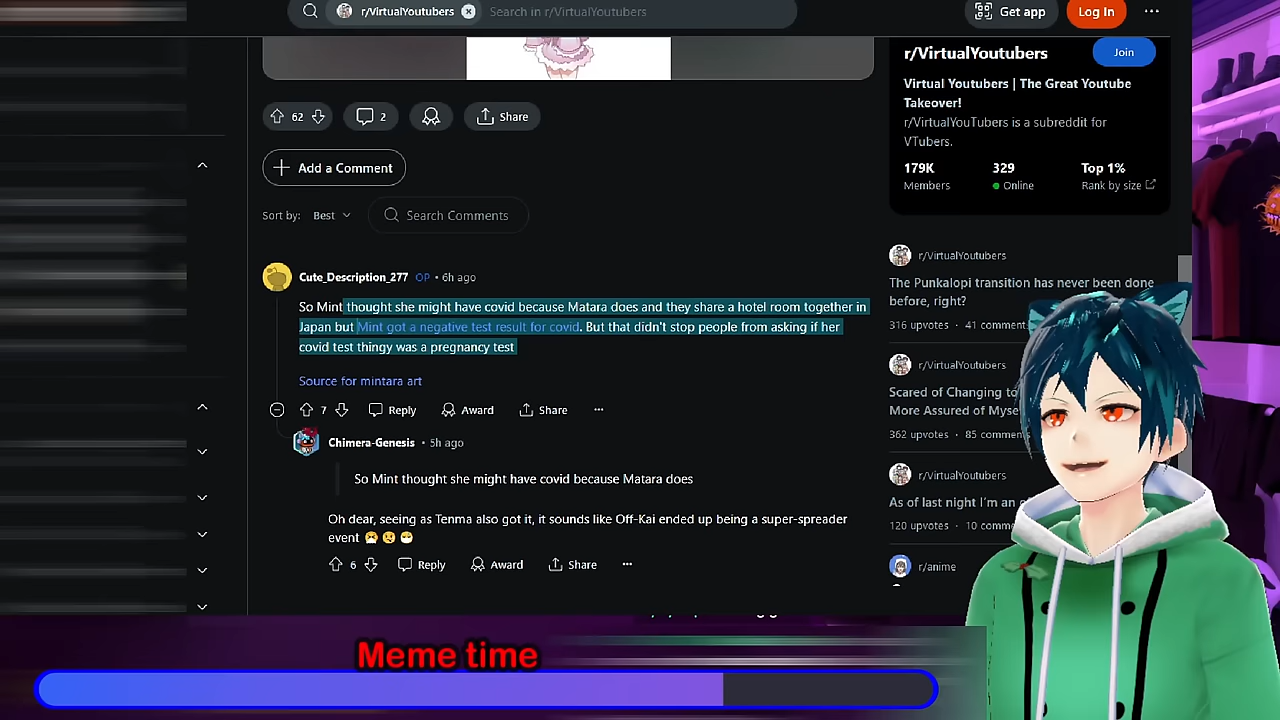 r/VirtualYoutubers
Search in r/VirtualYoutubers
Get app
Log In
62
2
Share
Add a Comment
Sort by:
Best
Search Comments
Cute_Description_277 OP • 6h ago
So Mint thought she might have covid because Matara does and they share a hotel room together in
Japan but Mint got a negative test result for covid. But that didn't stop people from asking if her
covid test thingy was a pregnancy test
Source for mintara art
7
Reply
Award
Share
Chimera-Genesis • 5h ago
So Mint thought she might have covid because Matara does
Oh dear, seeing as Tenma also got it, it sounds like Off-Kai ended up being a super-spreader
event 😷 😢 😷
6
Reply
Award
Share
r/VirtualYoutubers
Join
Virtual Youtubers | The Great Youtube
Takeover!
r/VirtualYouTubers is a subreddit for
VTubers.
179K
329
Top 1%
Members
Online
Rank by size
r/VirtualYoutubers
The Punkalopi transition has never been done
before, right?
316 upvotes • 41 comment
r/VirtualYoutubers
Scared of Changing to
More Assured of Myse
362 upvotes • 85 commen
r/VirtualYoutubers
As of last night I'm an
120 upvotes • 10 comme
r/anime
Meme time